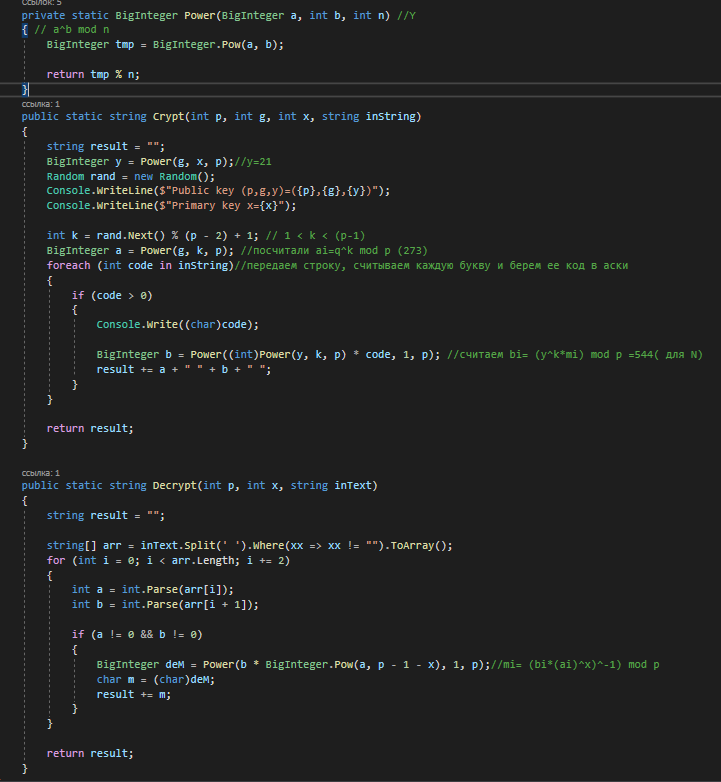 ссылок: 5
private static BigInteger Power(BigInteger a, int b, int n) //Y
{ // a^b mod n
BigInteger tmp = BigInteger.Pow(a, b);
return tmp % n;
}
ссылка: 1
public static string Crypt(int p, int g, int x, string inString)
{
string result = "";
BigInteger y = Power(g, x, p);//y=21
Random rand = new Random();
Console.WriteLine($"Public key (p,g,y)=({p},{g},{y})");
Console.WriteLine($"Primary key x={x}");
int k = rand.Next() % (p - 2) + 1; // 1 < k < (p-1)
BigInteger a = Power(g, k, p); //посчитали ai=q^k mod p (273)
foreach (int code in inString)//передаем строку, считываем каждую букву и берем ее код в аски
{
if (code > 0)
{
Console.Write((char)code);
BigInteger b = Power((int)Power(y, k, p) * code, 1, p); //считаем bi= (y^k*mi) mod p =544( для N)
result += a + " " + b + " ";
}
}
return result;
}
ссылка: 1
public static string Decrypt(int p, int x, string inText)
{
string result = "";
string[] arr = inText.Split(' ').Where(xx => xx != "").ToArray();
for (int i = 0; i < arr.Length; i += 2)
{
int a = int.Parse(arr[i]);
int b = int.Parse(arr[i + 1]);
if (a != 0 && b != 0)
{
BigInteger deM = Power(b * BigInteger.Pow(a, p - 1 - x), 1, p);//mi= (bi*(ai)^x)^-1) mod p
char m = (char)deM;
result += m;
}
}
return result;
}